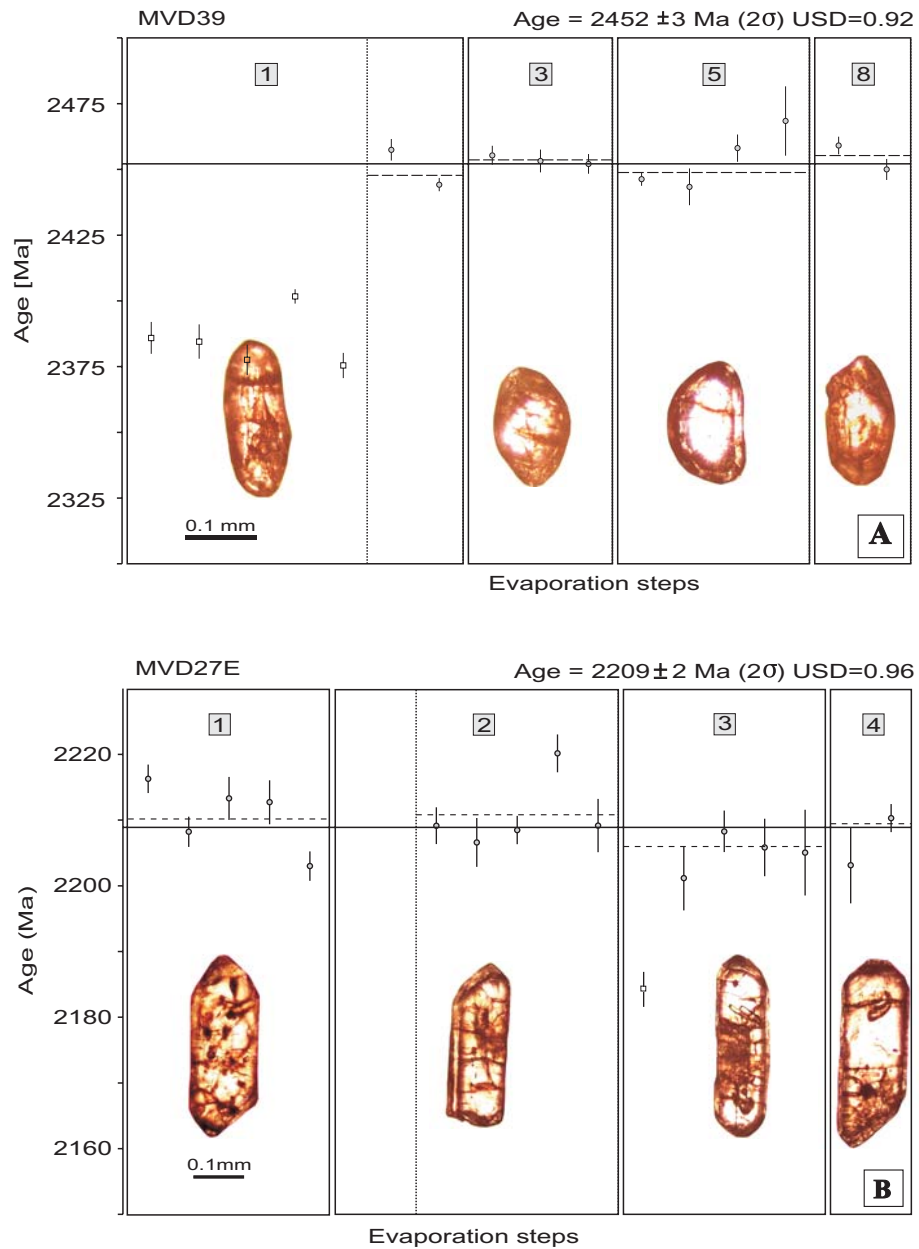 MVD39 Age = 2452 ±3 Ma (2σ) USD=0.92
1 3 5 8
2475
2425
2375
2325
Age [Ma]
0.1 mm
A
Evaporation steps
MVD27E Age = 2209±2 Ma (2σ) USD=0.96
1 2 3 4
2220
2200
2180
2160
Age (Ma)
0.1mm
B
Evaporation steps